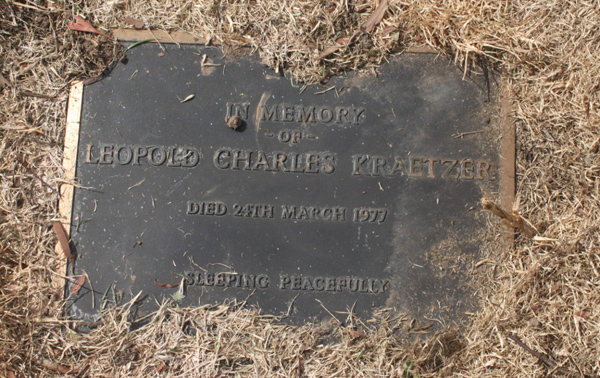 IN MEMORY
- OF -
LEOPOLD CHARLES KRAETZER
DIED 24TH MARCH 1977
SLEEPING PEACEFULLY